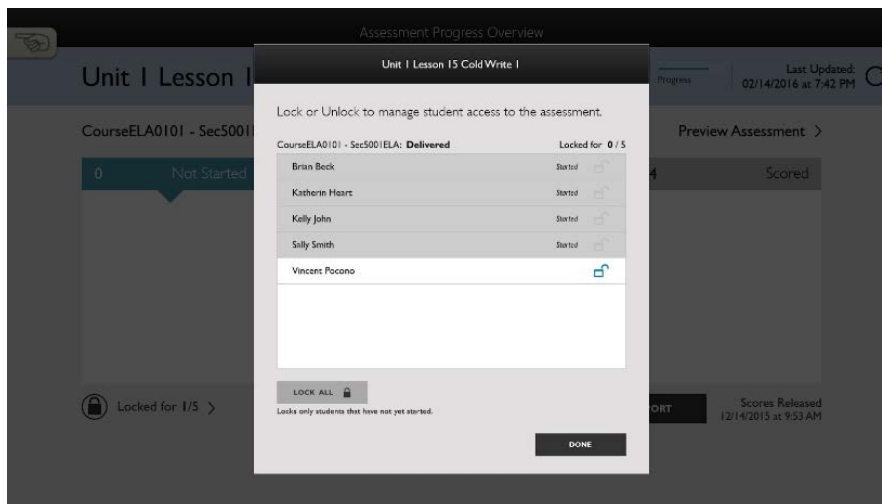 Assessment Progress Overview
Unit 1 Lesson 15 Cold Write 1
Unit 1 Lesson 1
Progress
Last Updated:
02/14/2016 at 7:42 PM
Lock or Unlock to manage student access to the assessment.
CourseELA0101 - Sec5001
Preview Assessment >
CourseELA0101 - Sec5001ELA: Delivered Locked for 0 / 5
0 Not Started
4 Scored
Brian Beck Started
Katherin Heart Started
Kelly John Started
Sally Smith Started
Vincent Pocono
LOCK ALL
Locks only students that have not yet started.
Locked for 1/5 >
ORT
Scores Released
12/14/2015 at 9:53 AM
DONE